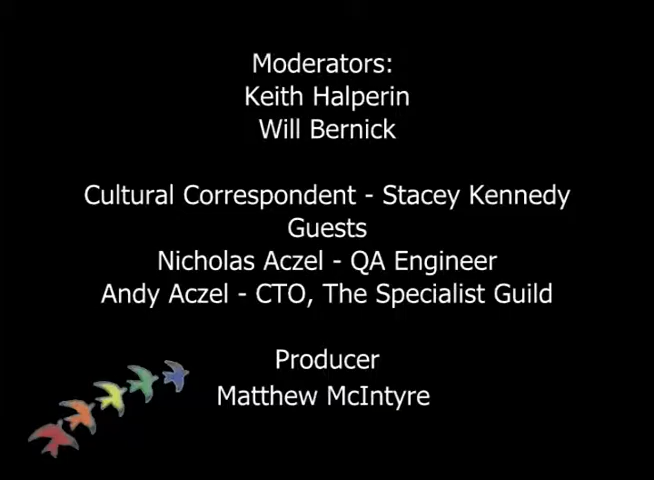 Moderators:
Keith Halperin
Will Bernick
Cultural Correspondent - Stacey Kennedy
Guests
Nicholas Aczel - QA Engineer
Andy Aczel - CTO, The Specialist Guild
Producer
Matthew McIntyre